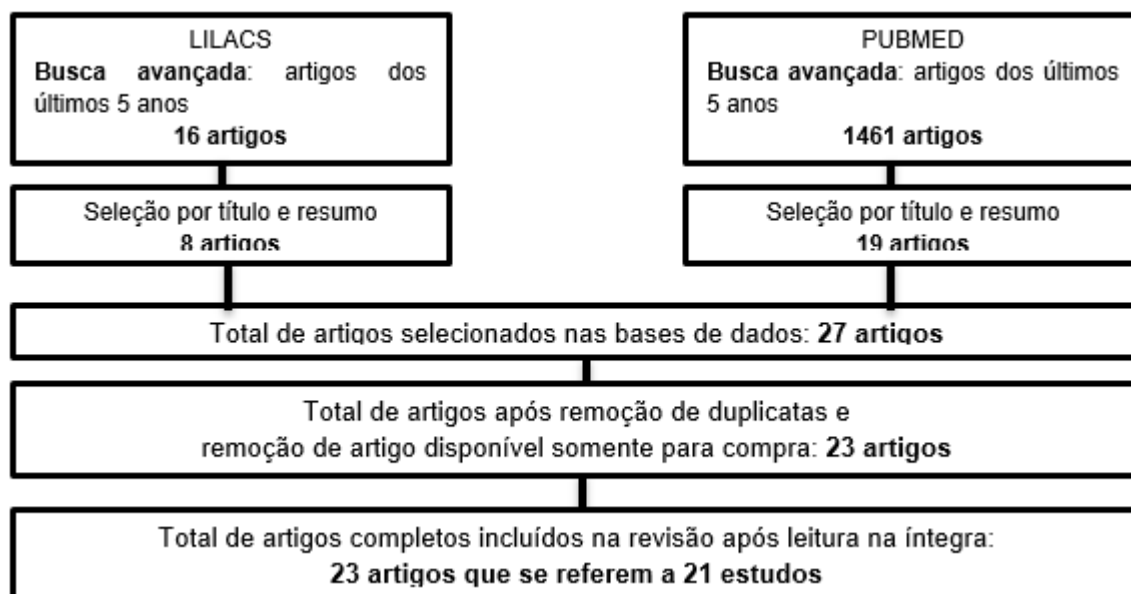 LILACS
Busca avançada: artigos dos
últimos 5 anos
16 artigos
PUBMED
Busca avançada: artigos dos últimos
5 anos
1461 artigos
Seleção por título e resumo
8 artigos
Seleção por título e resumo
19 artigos
Total de artigos selecionados nas bases de dados: 27 artigos
Total de artigos após remoção de duplicatas e
remoção de artigo disponível somente para compra: 23 artigos
Total de artigos completos incluídos na revisão após leitura na íntegra:
23 artigos que se referem a 21 estudos